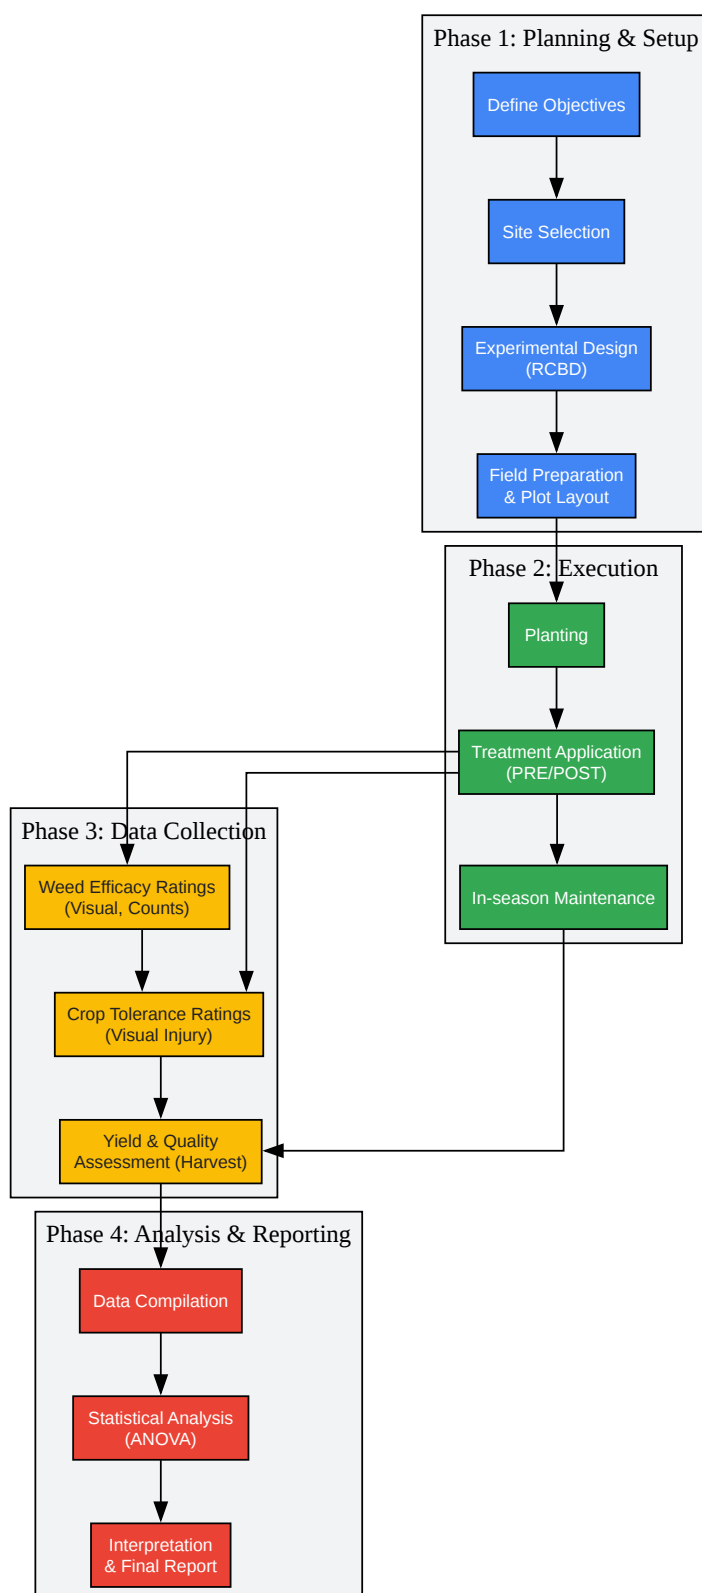 Phase 1: Planning & Setup
Define Objectives
Site Selection
Experimental Design
(RCBD)
Field Preparation
& Plot Layout
Phase 2: Execution
Planting
Treatment Application
(PRE/POST)
In-season Maintenance
Phase 3: Data Collection
Weed Efficacy Ratings
(Visual, Counts)
Crop Tolerance Ratings
(Visual Injury)
Yield & Quality
Assessment (Harvest)
Phase 4: Analysis & Reporting
Data Compilation
Statistical Analysis
(ANOVA)
Interpretation
& Final Report